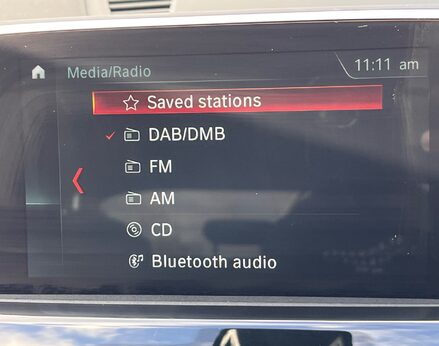 Media/Radio
11:11 am
Saved stations
DAB/DMB
FM
AM
CD
Bluetooth audio